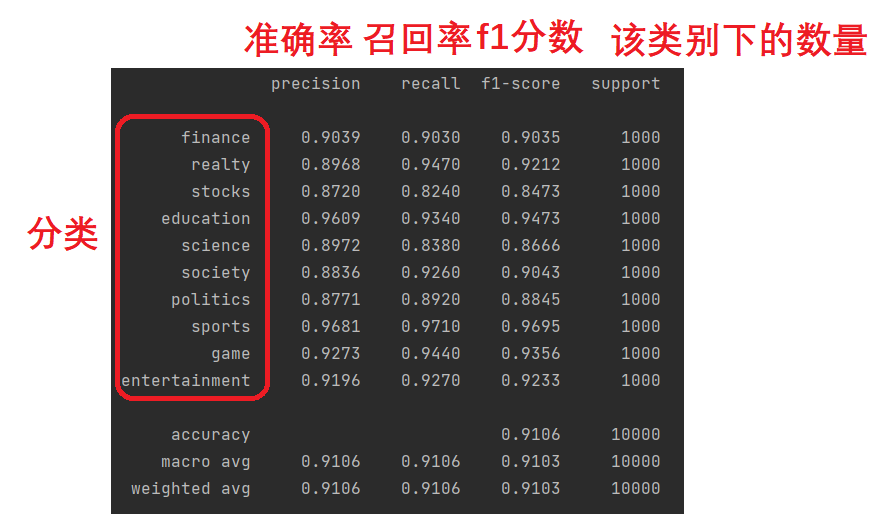 准确率 召回率 f1分数 该类别下的数量
precision recall f1-score support
finance 0.9039 0.9030 0.9035 1000
realty 0.8968 0.9470 0.9212 1000
stocks 0.8720 0.8240 0.8473 1000
education 0.9609 0.9340 0.9473 1000
分类
science 0.8972 0.8380 0.8666 1000
society 0.8836 0.9260 0.9043 1000
politics 0.8771 0.8920 0.8845 1000
sports 0.9681 0.9710 0.9695 1000
game 0.9273 0.9440 0.9356 1000
entertainment 0.9196 0.9270 0.9233 1000
accuracy 0.9106 10000
macro avg 0.9106 0.9106 0.9103 10000
weighted avg 0.9106 0.9106 0.9103 10000